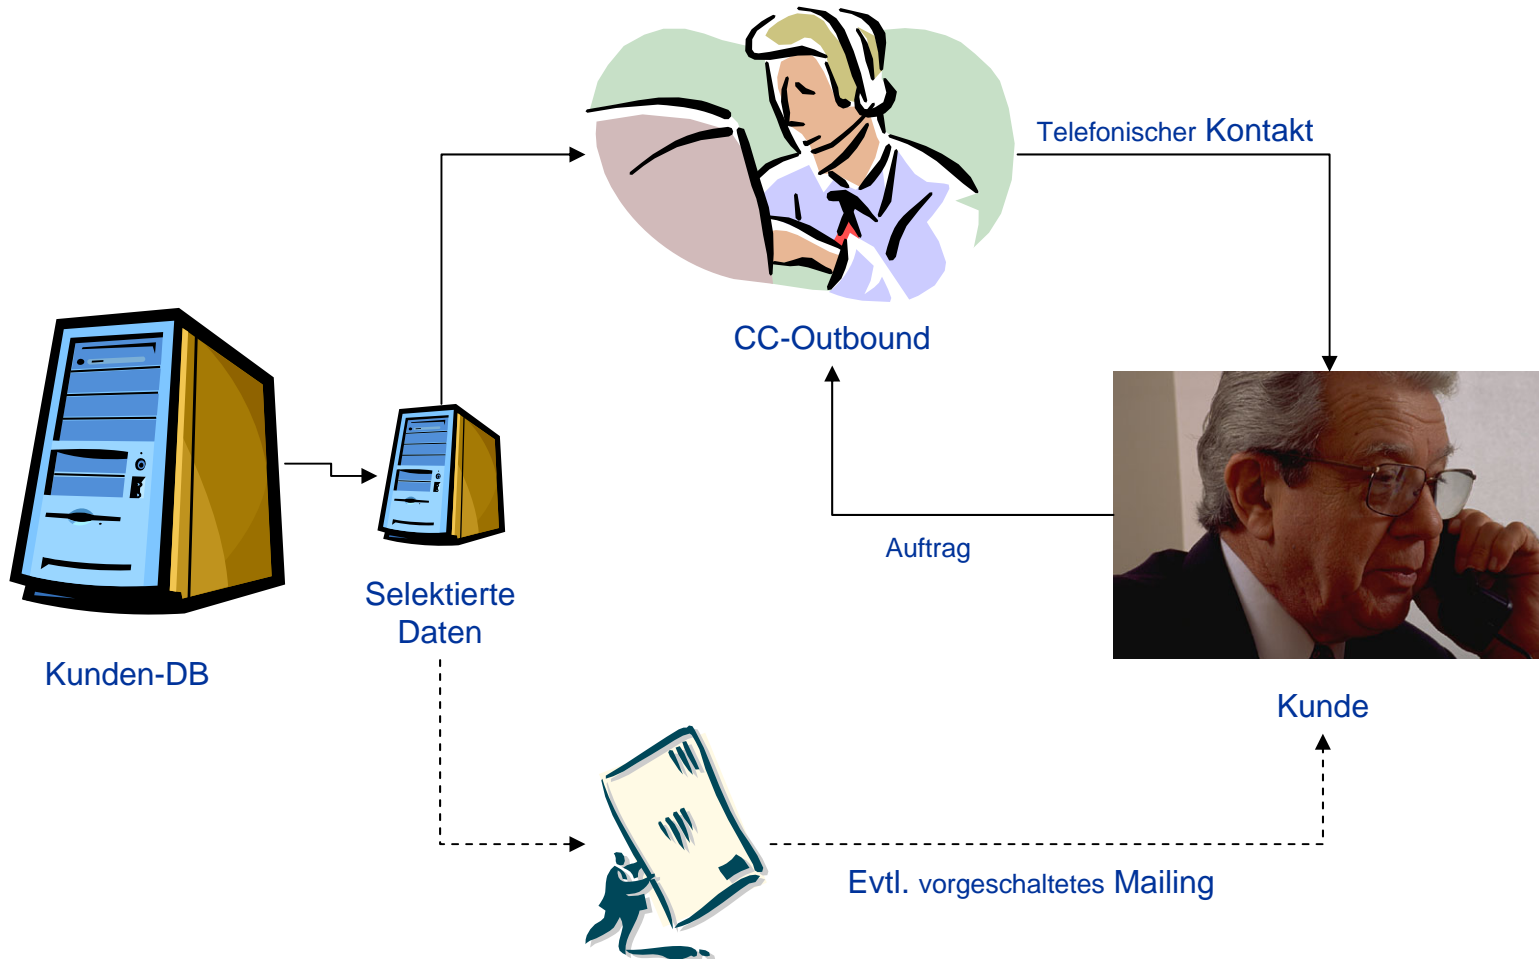 Telefonischer Kontakt
CC-Outbound
Auftrag
Selektierte
Daten
Kunden-DB
Kunde
Evtl. vorgeschaltetes Mailing